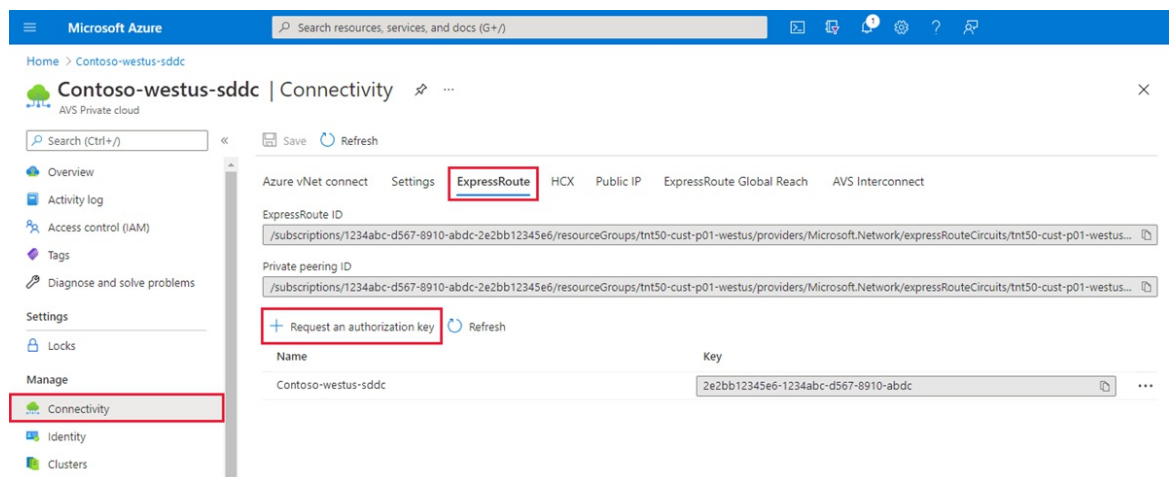 Microsoft Azure
Search resources, services, and docs (G+/)
1
Home > Contoso-westus-sddc
Contoso-westus-sddc | Connectivity
AVS Private cloud
Search (Ctrl+/)
Save Refresh
Overview
Activity log
Access control (IAM)
Tags
Diagnose and solve problems
Settings
Locks
Manage
Connectivity
Identity
Clusters
Azure vNet connect Settings ExpressRoute HCX Public IP ExpressRoute Global Reach AVS Interconnect
ExpressRoute ID
/subscriptions/1234abc-d567-8910-abdc-2e2bb12345e6/resourceGroups/tnt50-cust-p01-westus/providers/Microsoft.Network/expressRouteCircuits/tnt50-cust-p01-westus...
Private peering ID
/subscriptions/1234abc-d567-8910-abdc-2e2bb12345e6/resourceGroups/tnt50-cust-p01-westus/providers/Microsoft.Network/expressRouteCircuits/tnt50-cust-p01-westus...
+ Request an authorization key Refresh
Name Key
Contoso-westus-sddc 2e2bb12345e6-1234abc-d567-8910-abdc